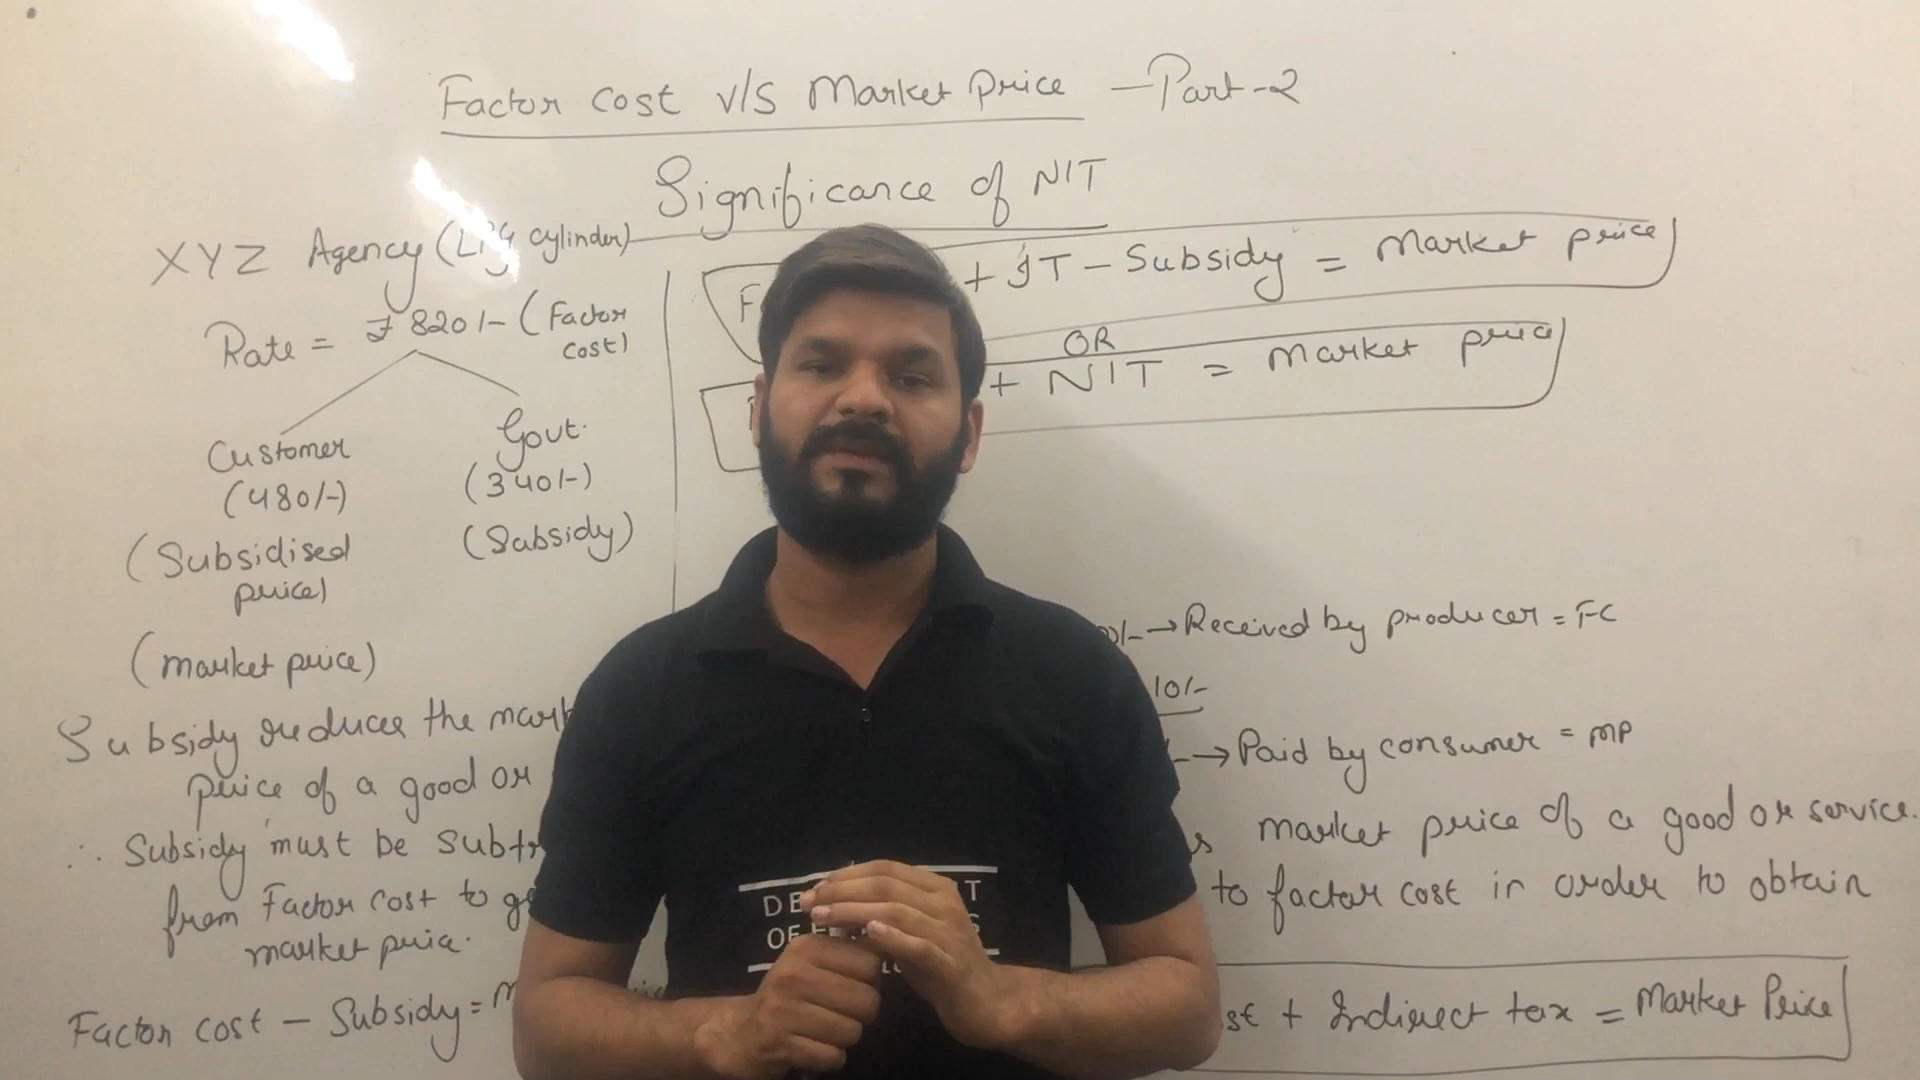 Factor cost v/s Market price - Part-2
Significance of NIT
XYZ Agency (LPG cylinder)
Rate = ₹ 820/- (Factor
cost)
Customer
(480/-)
(Subsidised
price)
(market price)
Govt.
(340/-)
(Subsidy)
Subsidy reduces the
price of a good or
∴ Subsidy must be
from Factor cost to
market price.
Factor cost - Subsidy =
+ IT - Subsidy = Market price
OR
+ NIT = Market price
→ Received by producer = FC
10/-
→ Paid by consumer = MP
market price of a good or service.
to factor cost in order to obtain
+ Indirect tax = Market Price